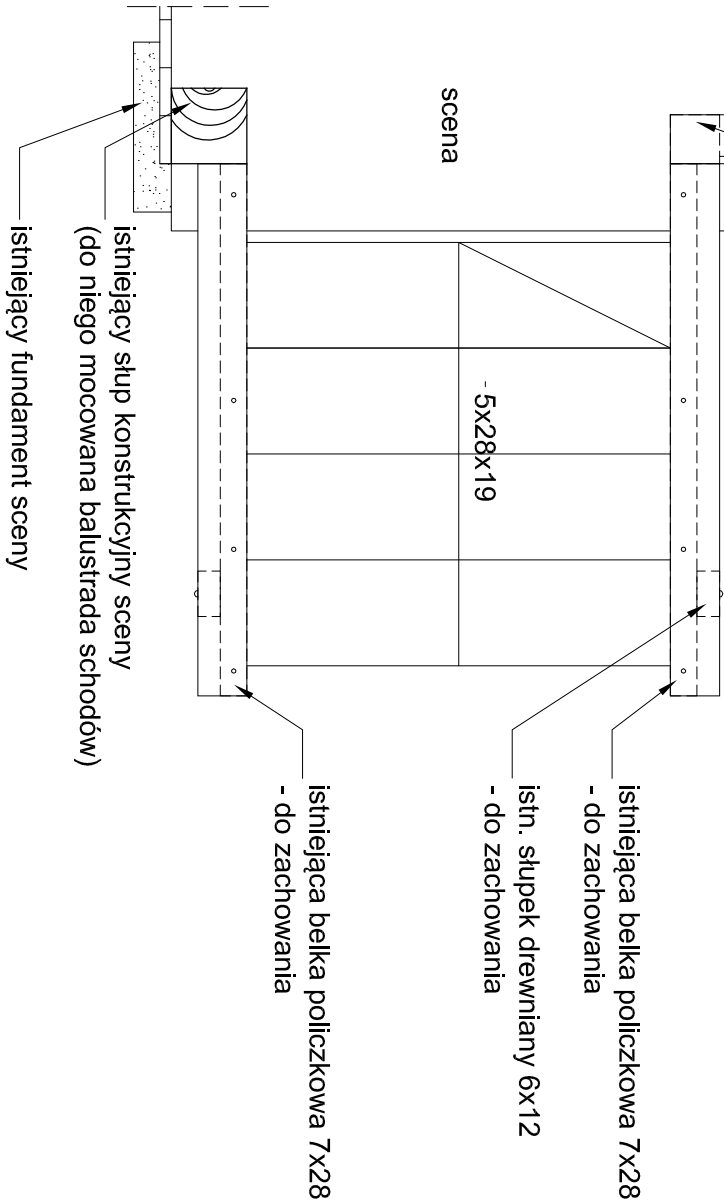 scena
- 5x28x19
istniejąca belka policzkowa 7x28
- do zachowania
istn. słupek drewniany 6x12
- do zachowania
istniejąca belka policzkowa 7x28
- do zachowania
istniejący słup konstrukcyjny sceny
(do niego mocowana balustrada schodów)
istniejący fundament sceny